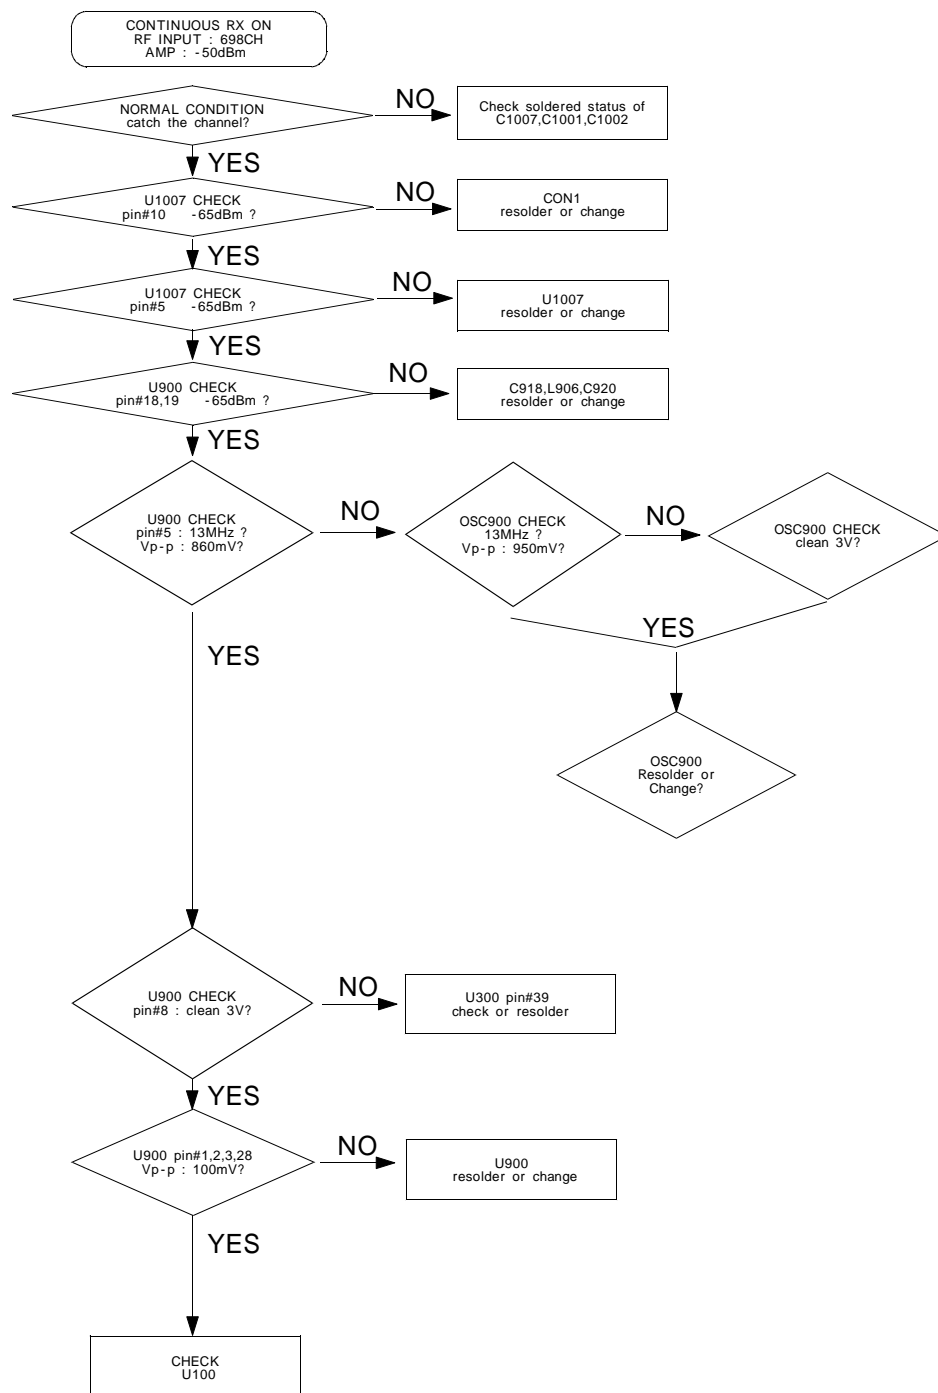 CONTINUOUS RX ON
RF INPUT : 698CH
AMP : -50dBm
NORMAL CONDITION
catch the channel?
NO
Check soldered status of
C1007,C1001,C1002
YES
U1007 CHECK
pin#10 -65dBm ?
NO
CON1
resolder or change
YES
U1007 CHECK
pin#5 -65dBm ?
NO
U1007
resolder or change
YES
U900 CHECK
pin#18,19 -65dBm ?
NO
C918,L906,C920
resolder or change
YES
U900 CHECK
pin#5 : 13MHz ?
Vp-p : 860mV?
NO
OSC900 CHECK
13MHz ?
Vp-p : 950mV?
NO
OSC900 CHECK
clean 3V?
YES
YES
OSC900
Resolder or
Change?
U900 CHECK
pin#8 : clean 3V?
NO
U300 pin#39
check or resolder
YES
U900 pin#1,2,3,28
Vp-p : 100mV?
NO
U900
resolder or change
YES
CHECK
U100